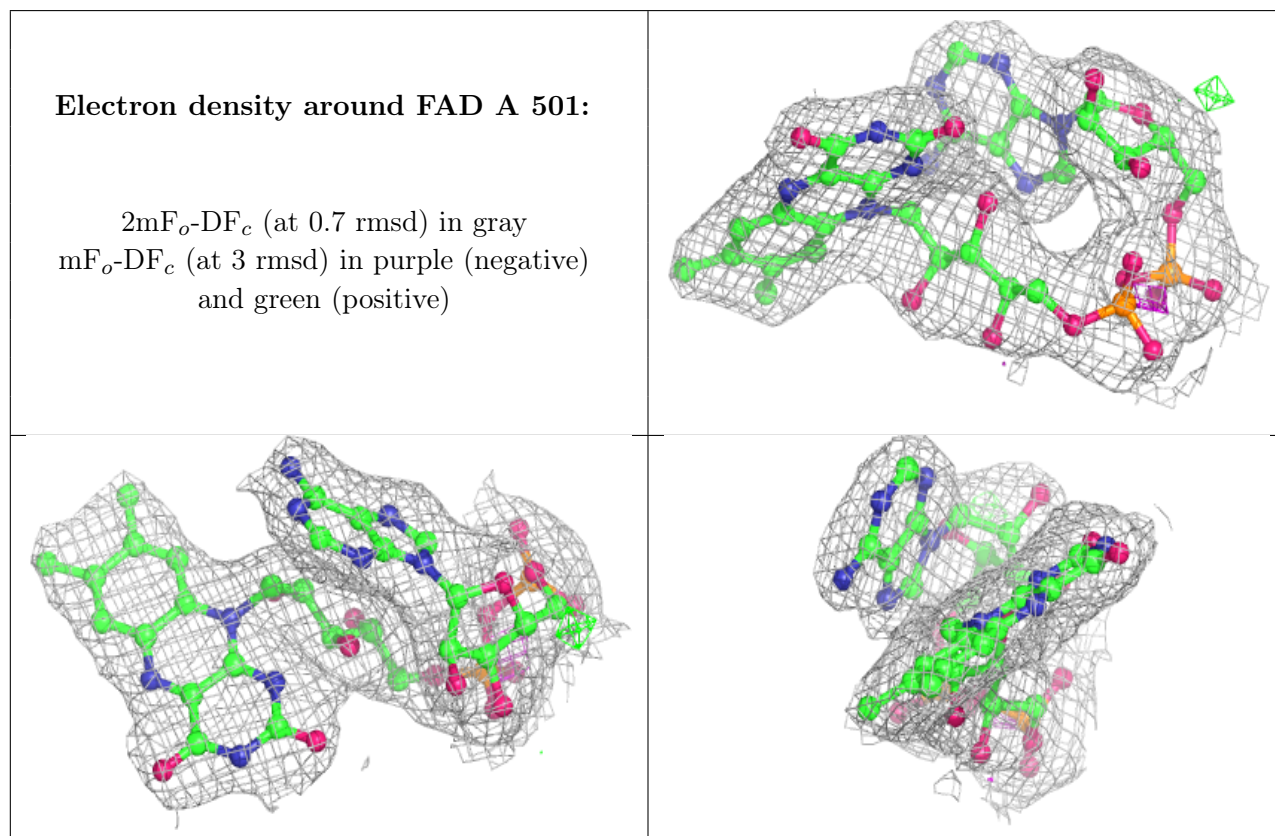 Electron density around FAD A 501:
2mFo-DFc (at 0.7 rmsd) in gray
mFo-DFc (at 3 rmsd) in purple (negative)
and green (positive)